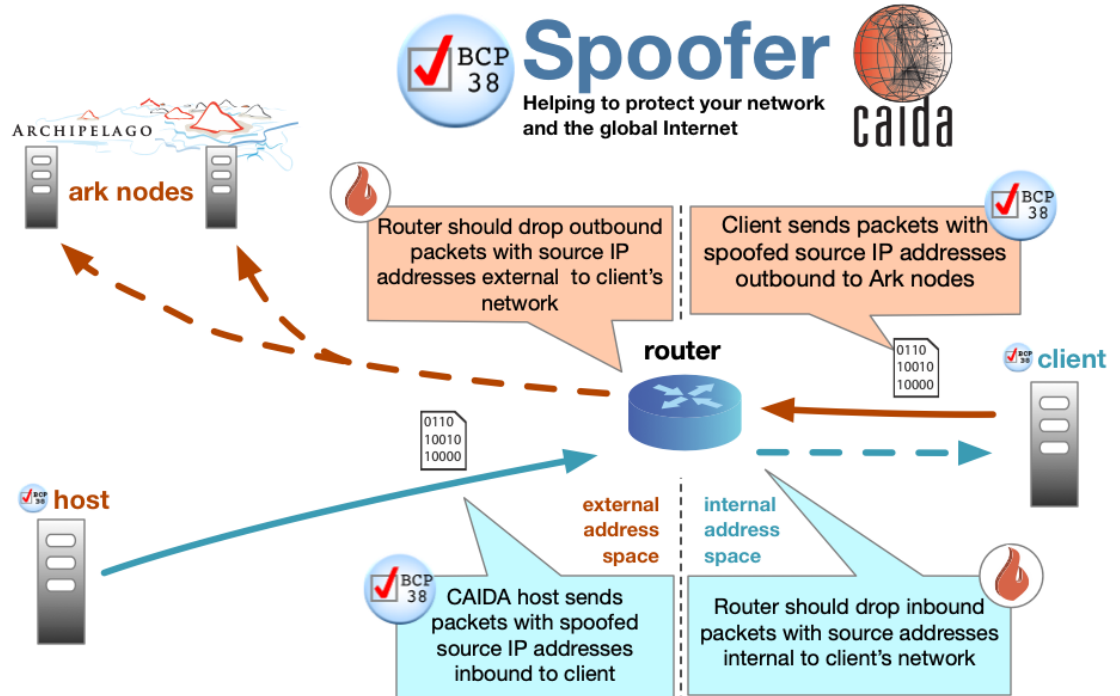 BCP
38
Spoofer
Helping to protect your network
and the global Internet
caida
ARCHIPELAGO
ark nodes
Router should drop outbound
packets with source IP
addresses external to client's
network
Client sends packets with
spoofed source IP addresses
outbound to Ark nodes
BCP
38
router
0110
10010
10000
BCP
38
client
0110
10010
10000
BCP
38
host
external
address
space
internal
address
space
BCP
38
CAIDA host sends
packets with spoofed
source IP addresses
inbound to client
Router should drop inbound
packets with source addresses
internal to client's network